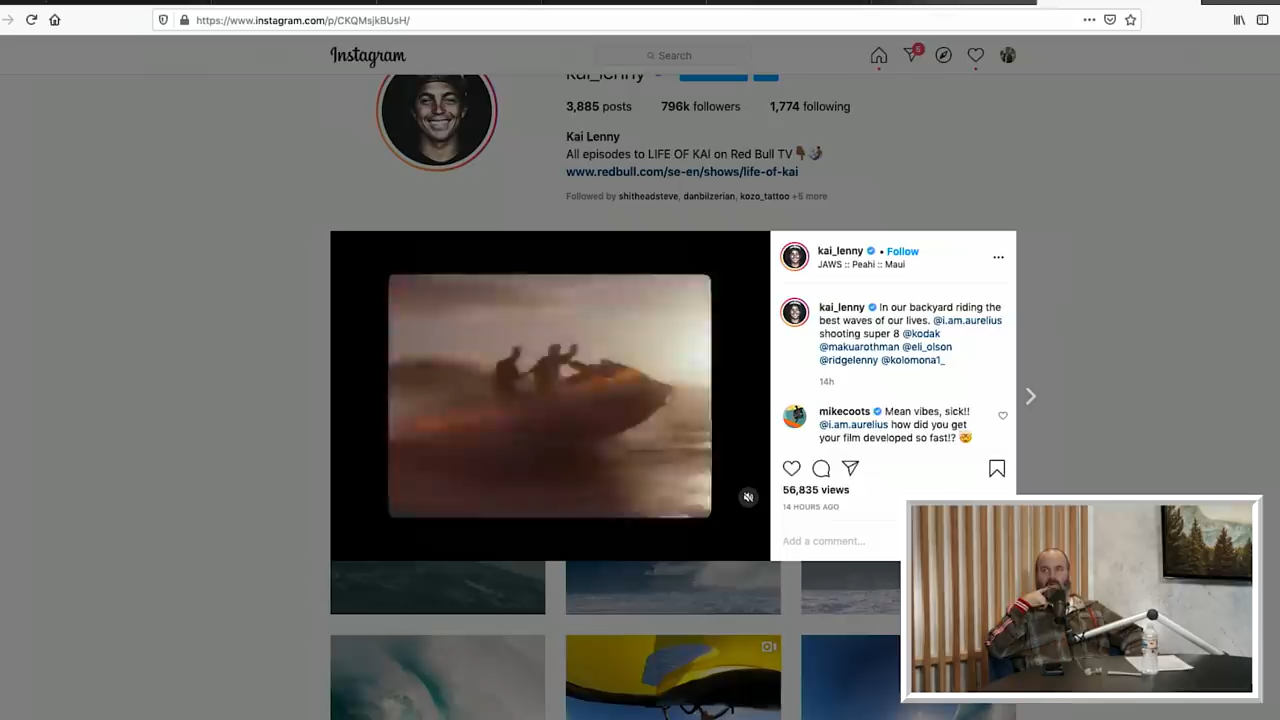 https://www.instagram.com/p/CKQMsjkBUsH/
Instagram
Search
5
kai_lenny
3,885 posts 796k followers 1,774 following
Kai Lenny
All episodes to LIFE OF KAI on Red Bull TV
www.redbull.com/se-en/shows/life-of-kai
Followed by shitheadsteve, danbilzerian, kozo_tattoo +5 more
kai_lenny • Follow
JAWS :: Peahi :: Maui
kai_lenny In our backyard riding the
best waves of our lives. @i.am.aurelius
shooting super 8 @kodak
@makuarothman @eli_olson
@ridgelenny @kolomona1_
14h
mikecoots Mean vibes, sick!!
@i.am.aurelius how did you get
your film developed so fast!?
56,835 views
14 HOURS AGO
Add a comment...